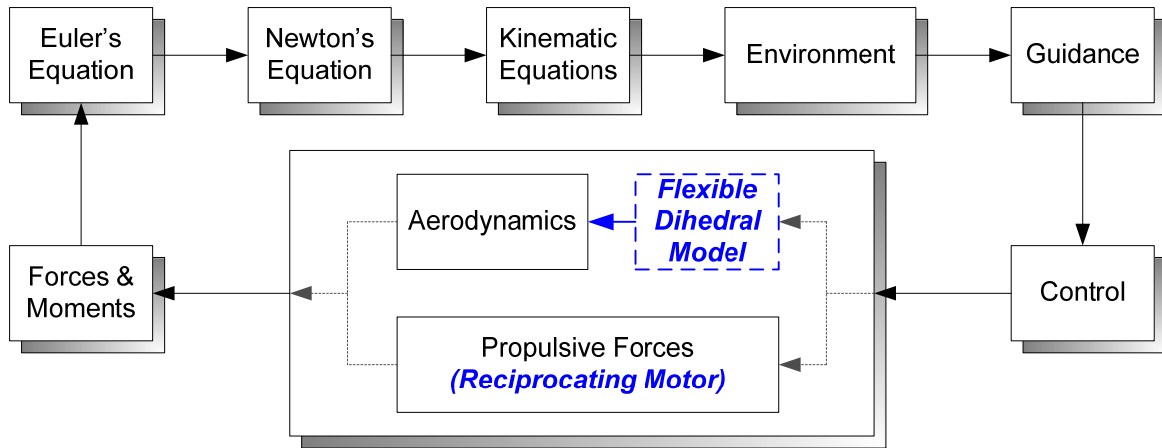 Euler’s
Equation
Newton’s
Equation
Kinematic
Equations
Environment
Guidance
Aerodynamics
Flexible
Dihedral
Model
Forces &
Moments
Control
Propulsive Forces
(Reciprocating Motor)